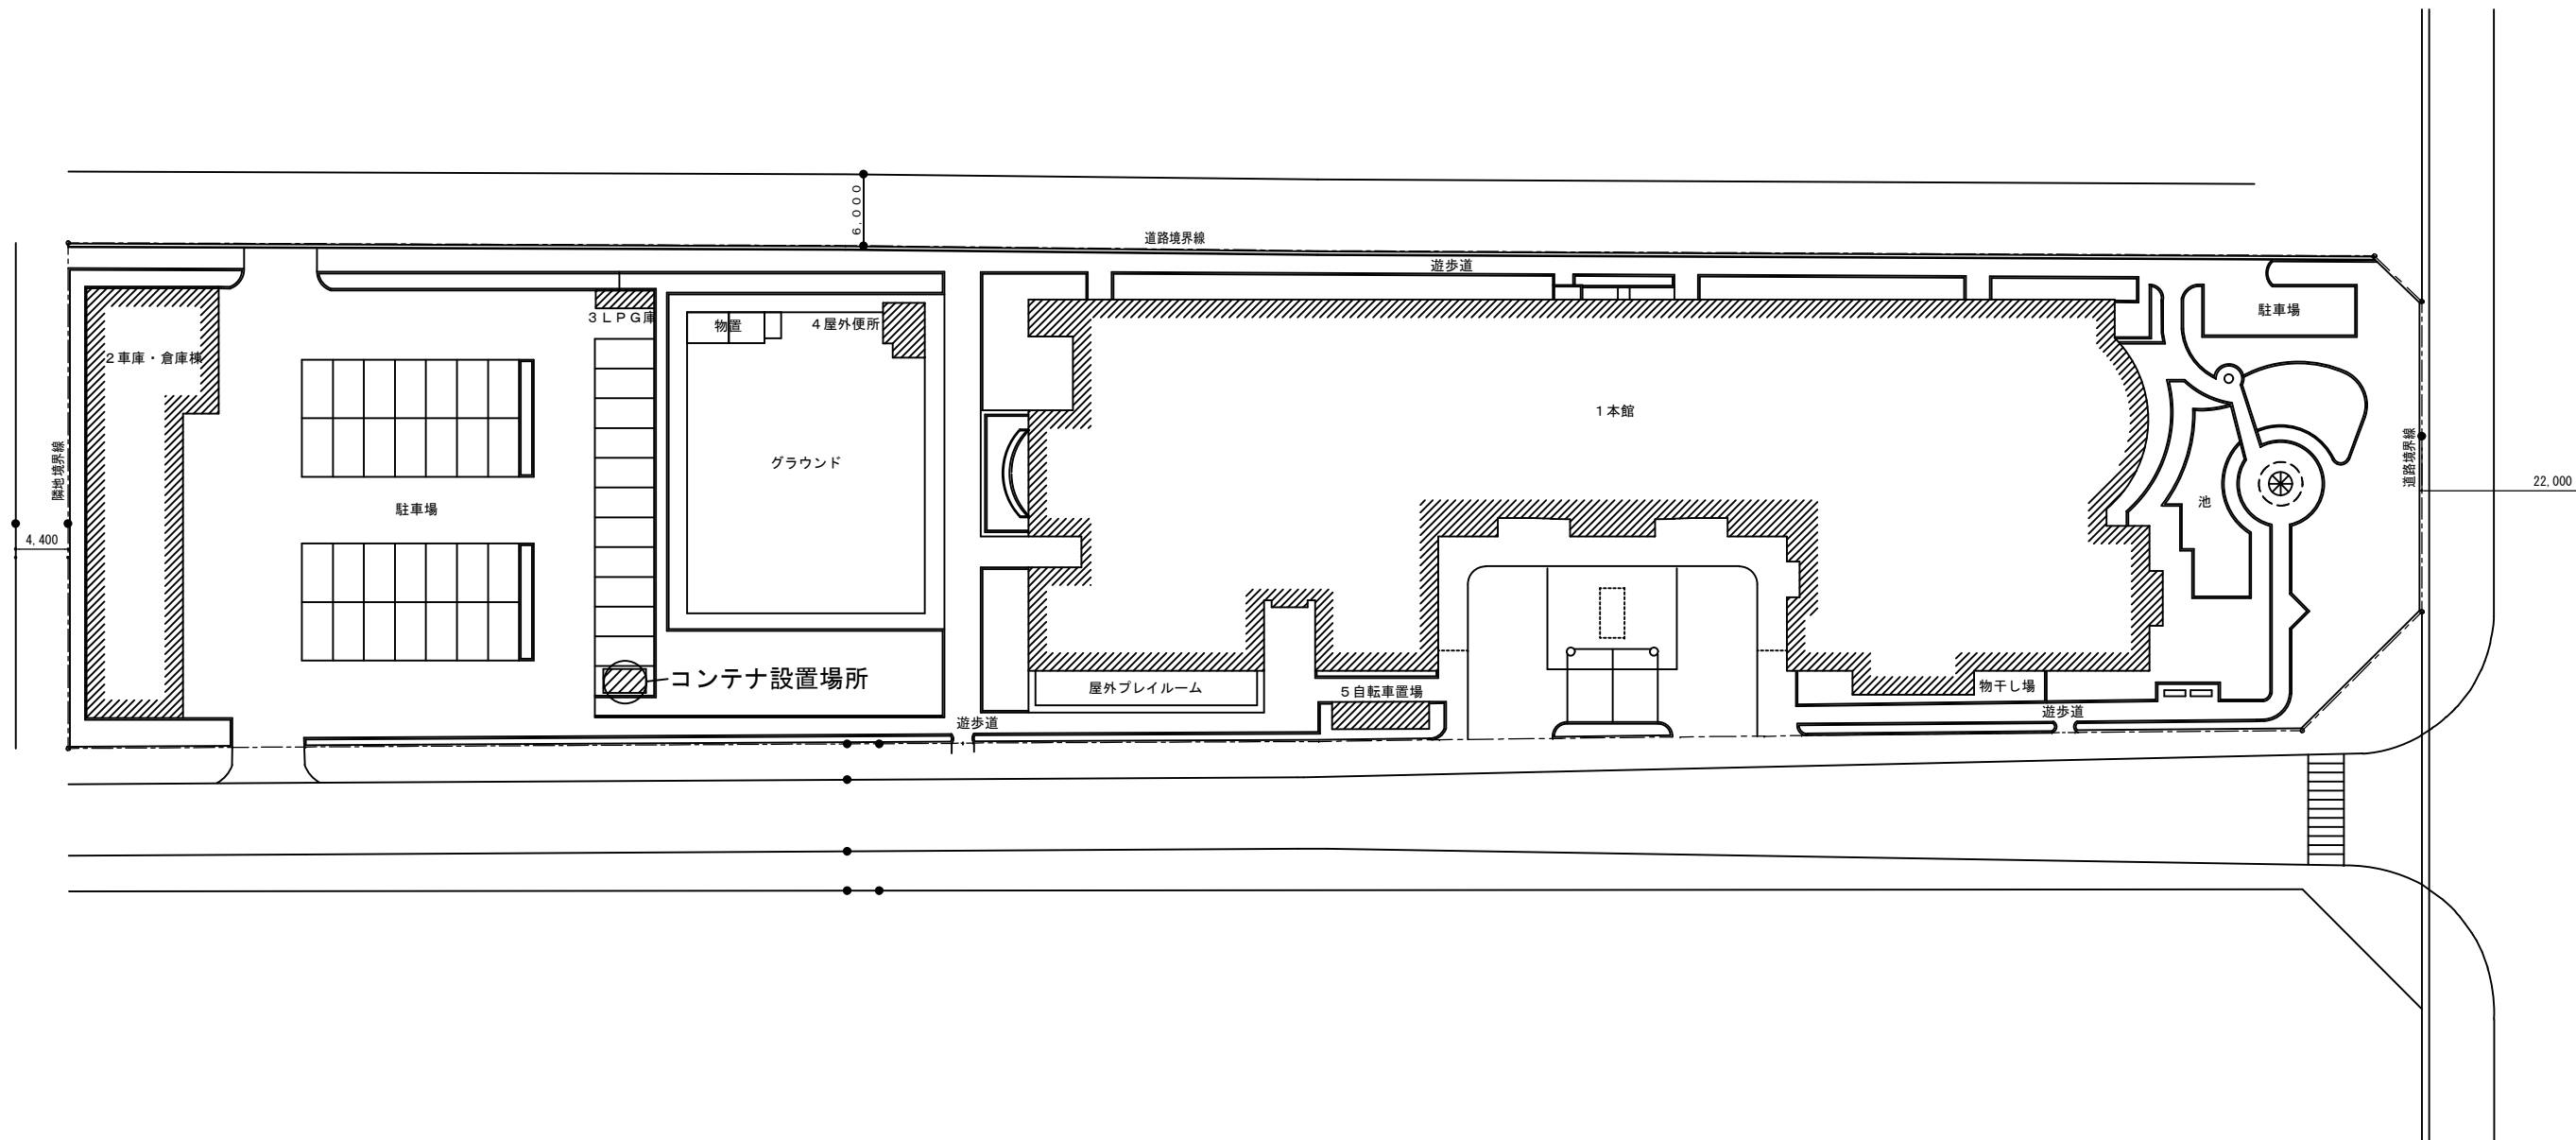 6,000
道路境界線
遊歩道
3LPG庫
物置
4屋外便所
駐車場
2車庫・倉庫棟
1本館
グラウンド
隣地境界線
道路境界線
22,000
駐車場
池
4,400
コンテナ設置場所
屋外プレイルーム
5自転車置場
物干し場
遊歩道
遊歩道